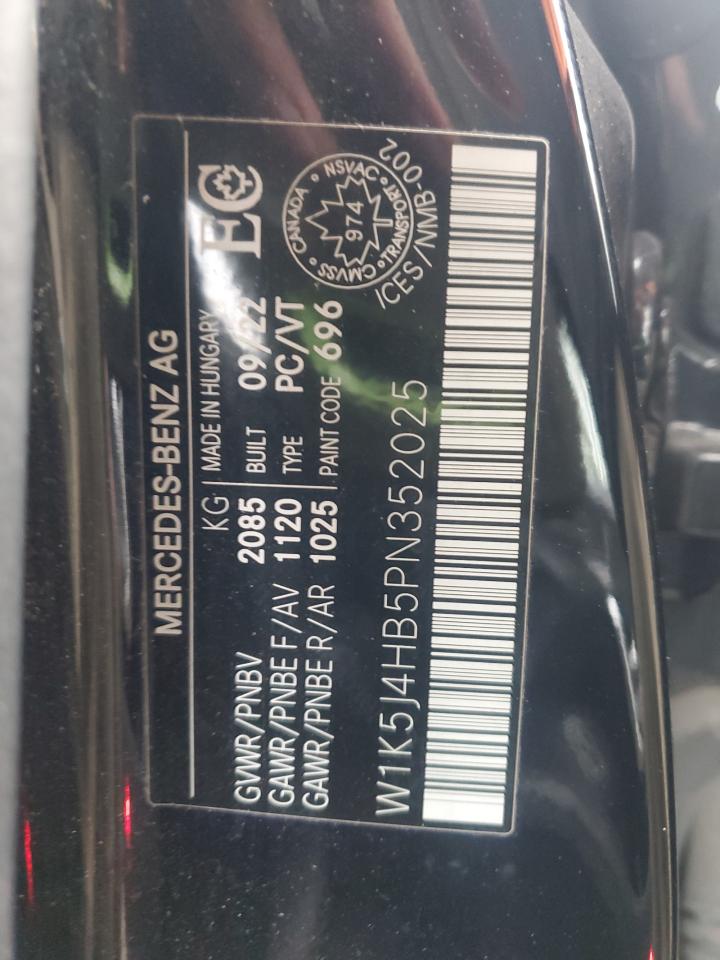 MERCEDES-BENZ AG
KG
GVWR/PNBV 2085
GAWR/PNBE F/AV 1120
GAWR/PNBE R/AR 1025
MADE IN HUNGARY
BUILT 09/22
TYPE PC/VT
PAINT CODE 696
EC
CANADA • NSVAC • TRANSPORT • CMVSS •
974
/CES/NMB-002
W1K5J4HB5PN352025